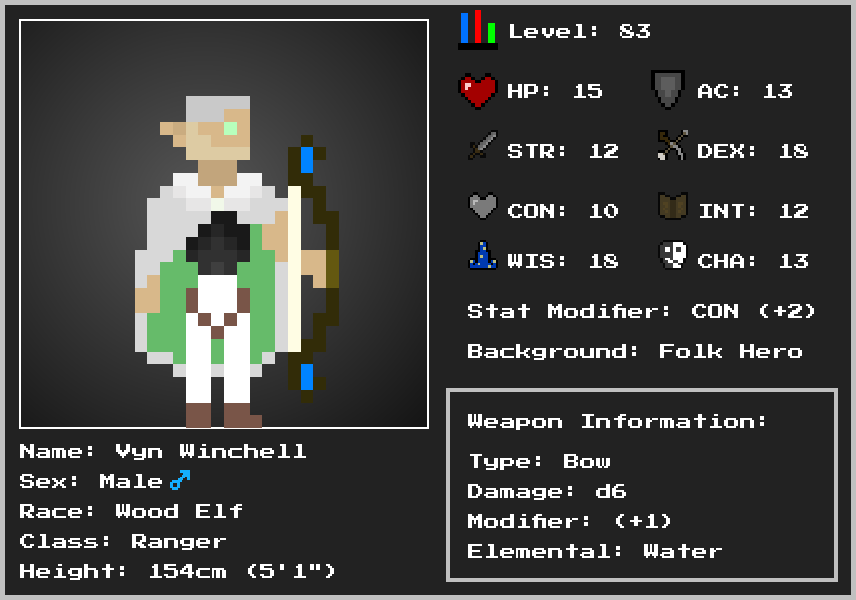 Level: 83
HP: 15 AC: 13
STR: 12 DEX: 18
CON: 10 INT: 12
WIS: 18 CHA: 13
Stat Modifier: CON (+2)
Background: Folk Hero
Weapon Information:
Type: Bow
Damage: d6
Modifier: (+1)
Elemental: Water
Name: Vyn Winchell
Sex: Male ♂
Race: Wood Elf
Class: Ranger
Height: 154cm (5'1")